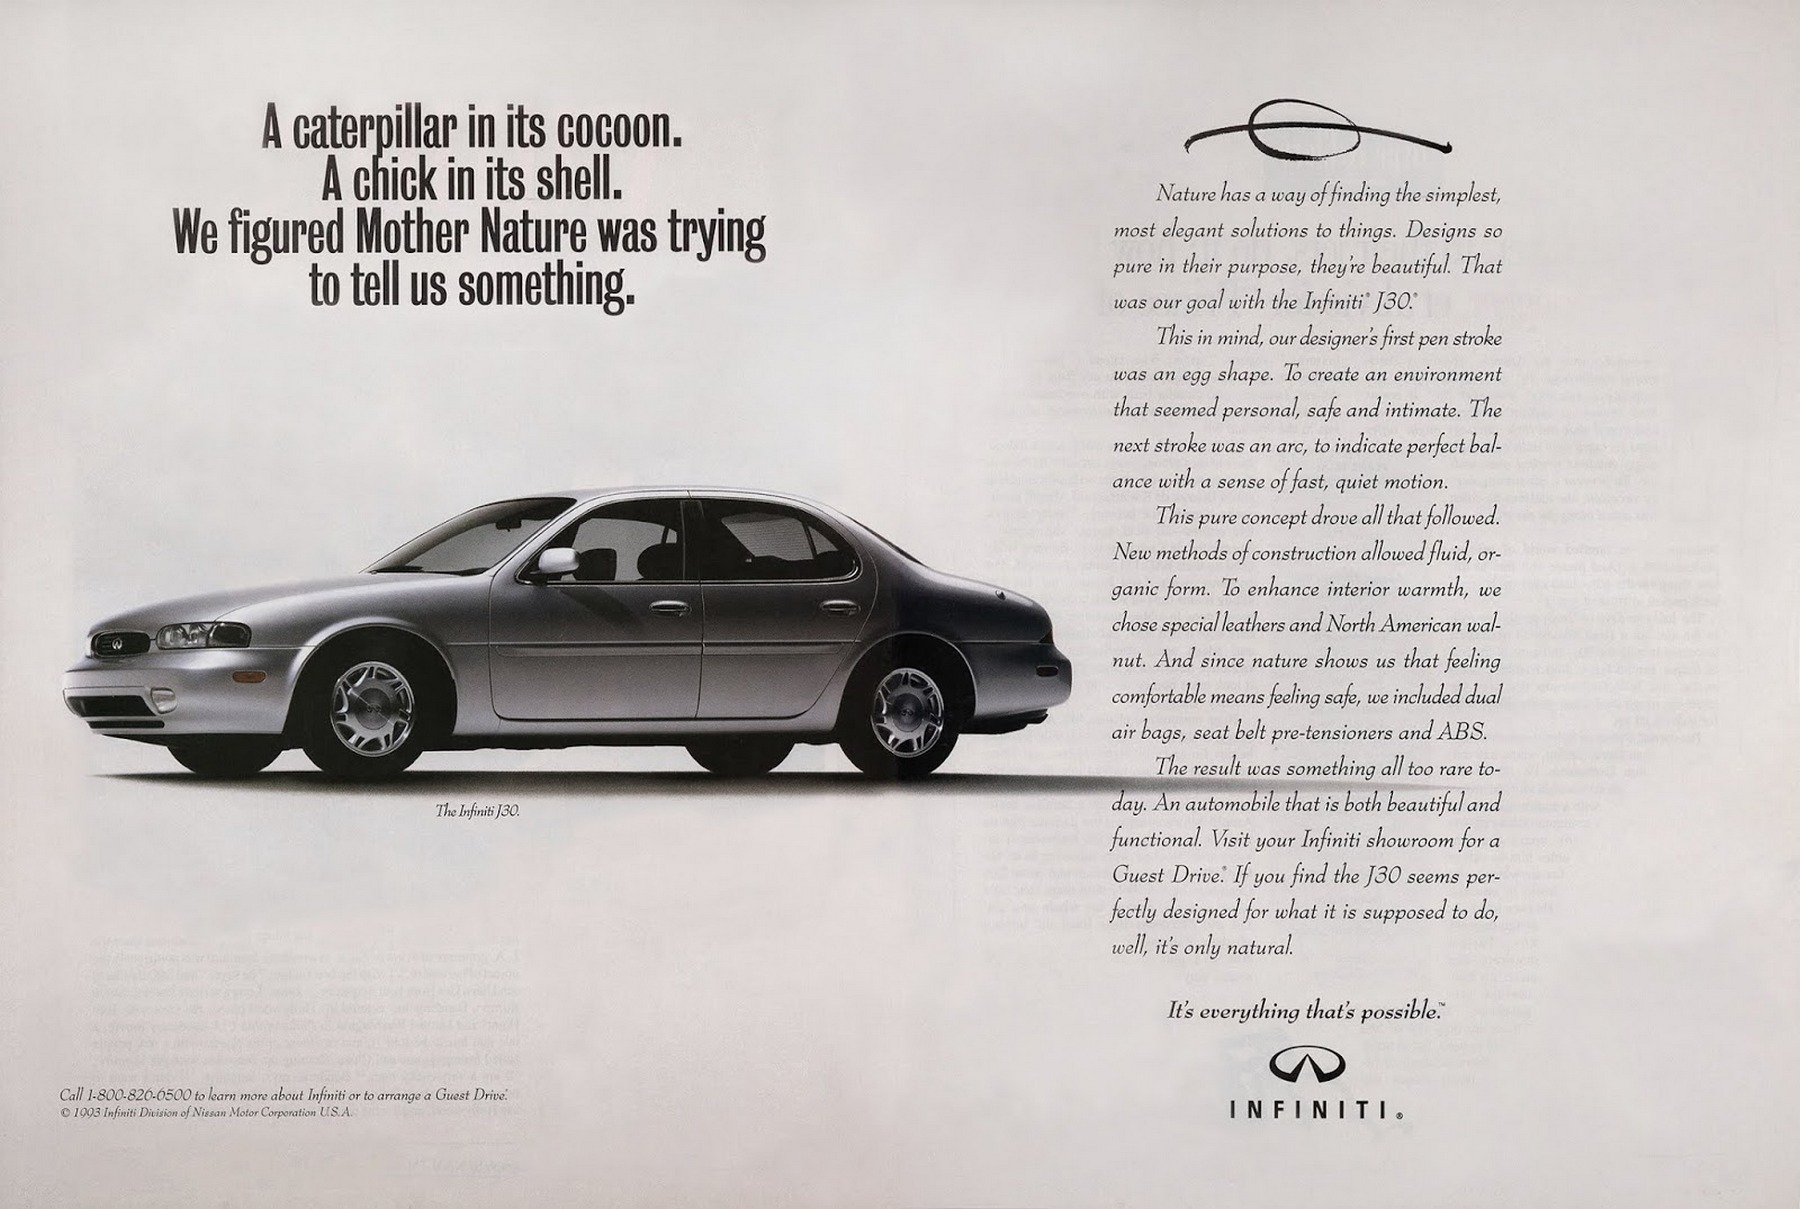 A caterpillar in its cocoon.
A chick in its shell.
We figured Mother Nature was trying
to tell us something.
The Infiniti J30.
Call 1-800-826-6500 to learn more about Infiniti or to arrange a Guest Drive.®
© 1993 Infiniti Division of Nissan Motor Corporation U.S.A.
Nature has a way of finding the simplest,
most elegant solutions to things. Designs so
pure in their purpose, they're beautiful. That
was our goal with the Infiniti® J30.®
This in mind, our designer's first pen stroke
was an egg shape. To create an environment
that seemed personal, safe and intimate. The
next stroke was an arc, to indicate perfect bal-
ance with a sense of fast, quiet motion.
This pure concept drove all that followed.
New methods of construction allowed fluid, or-
ganic form. To enhance interior warmth, we
chose special leathers and North American wal-
nut. And since nature shows us that feeling
comfortable means feeling safe, we included dual
air bags, seat belt pre-tensioners and ABS.
The result was something all too rare to-
day. An automobile that is both beautiful and
functional. Visit your Infiniti showroom for a
Guest Drive.® If you find the J30 seems per-
fectly designed for what it is supposed to do,
well, it's only natural.
It's everything that's possible.™
INFINITI®